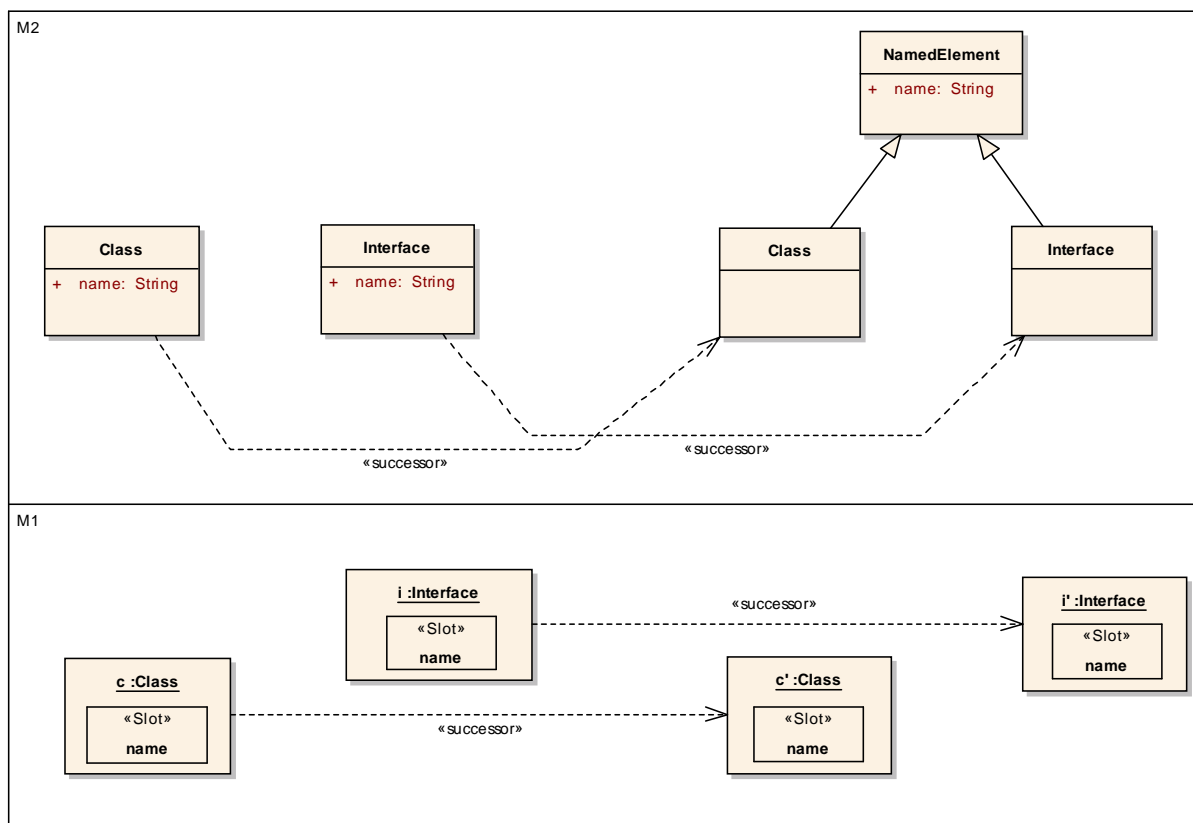 M2
NamedElement
+ name: String
Class
+ name: String
Interface
+ name: String
Class
Interface
«successor»
«successor»
M1
i :Interface
«Slot»
name
«successor»
i' :Interface
«Slot»
name
c :Class
«Slot»
name
«successor»
c' :Class
«Slot»
name